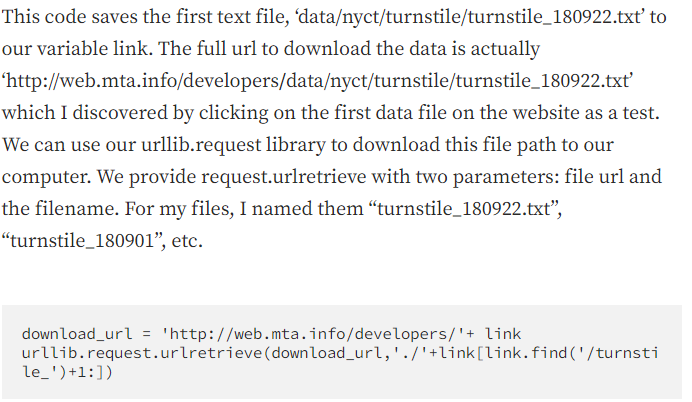 This code saves the first text file, ‘data/nyct/turnstile/turnstile_180922.txt’ to
our variable link. The full url to download the data is actually
‘http://web.mta.info/developers/data/nyct/turnstile/turnstile_180922.txt’
which I discovered by clicking on the first data file on the website as a test.
We can use our urllib.request library to download this file path to our
computer. We provide request.urlretrieve with two parameters: file url and
the filename. For my files, I named them “turnstile_180922.txt”,
“turnstile_180901”, etc.
download_url = 'http://web.mta.info/developers/'+ link
urllib.request.urlretrieve(download_url,'./'+link[link.find('/turnsti
le_')+1:])